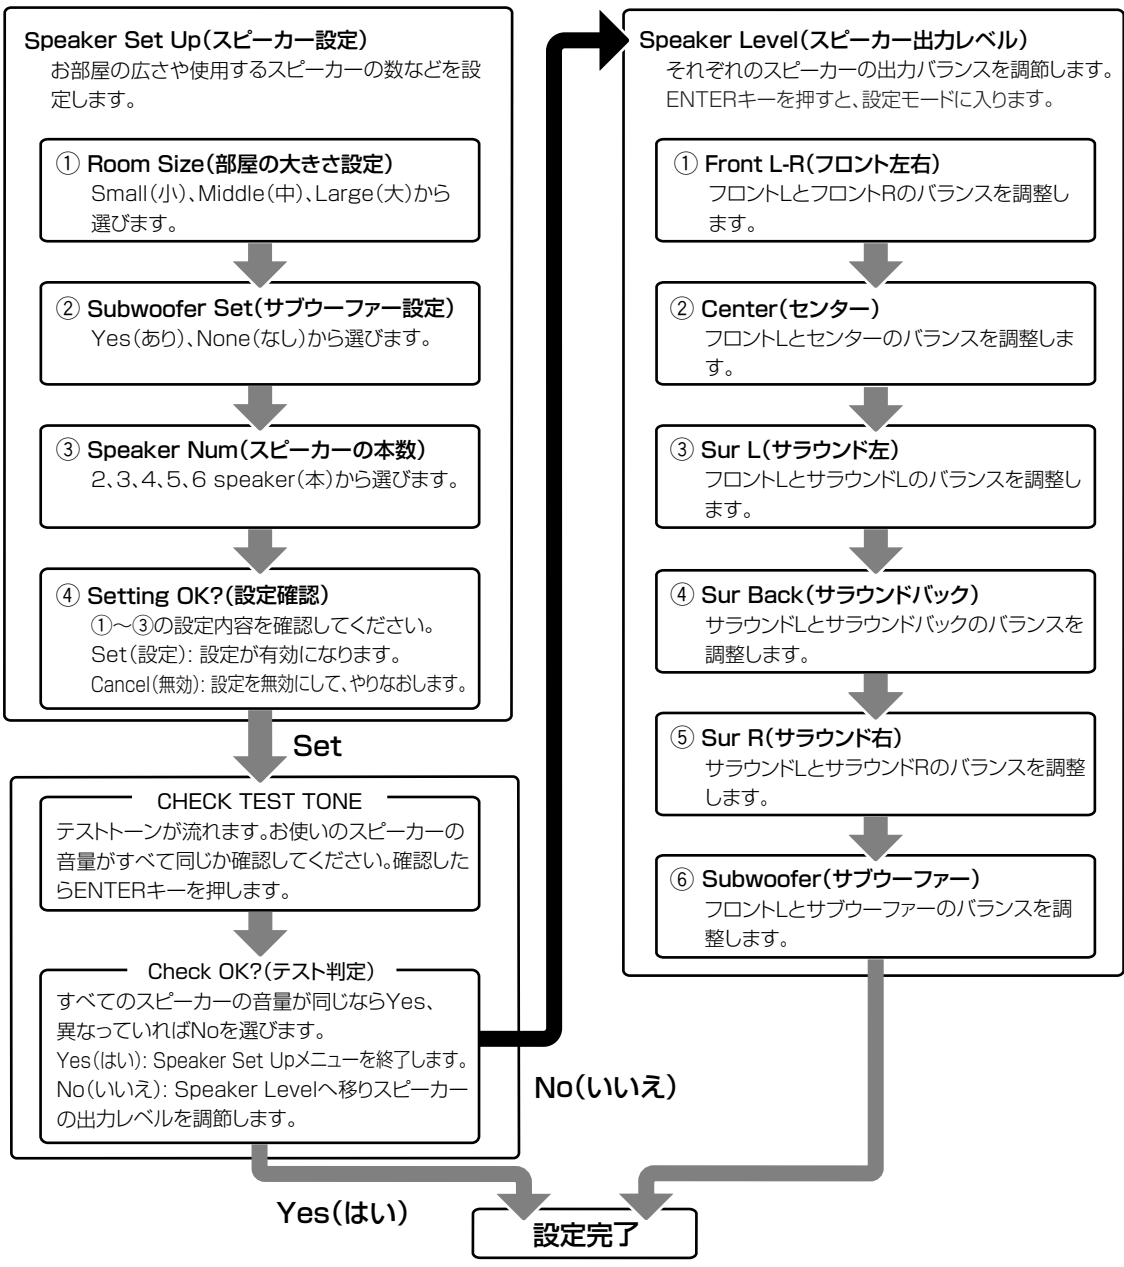 Speaker Set Up(スピーカー設定)
お部屋の広さや使用するスピーカーの数などを設
定します。
① Room Size(部屋の大きさ設定)
Small(小)、Middle(中)、Large(大)から
選びます。
② Subwoofer Set(サブウーファー設定)
Yes(あり)、None(なし)から選びます。
③ Speaker Num(スピーカーの本数)
2、3、4、5、6 speaker(本)から選びます。
④ Setting OK?(設定確認)
①～③の設定内容を確認してください。
Set(設定): 設定が有効になります。
Cancel(無効): 設定を無効にして、やりなおします。
Set
CHECK TEST TONE
テストトーンが流れます。お使いのスピーカーの
音量がすべて同じか確認してください。確認した
らENTERキーを押します。
Check OK?(テスト判定)
すべてのスピーカーの音量が同じならYes、
異なっていればNoを選びます。
Yes(はい): Speaker Set Upメニューを終了します。
No(いいえ): Speaker Levelへ移りスピーカー
の出力レベルを調節します。
No(いいえ)
Yes(はい)
Speaker Level(スピーカー出力レベル)
それぞれのスピーカーの出力バランスを調節します。
ENTERキーを押すと、設定モードに入ります。
① Front L-R(フロント左右)
フロントLとフロントRのバランスを調整し
ます。
② Center(センター)
フロントLとセンターのバランスを調整しま
す。
③ Sur L(サラウンド左)
フロントLとサラウンドLのバランスを調整し
ます。
④ Sur Back(サラウンドバック)
サラウンドLとサラウンドバックのバランスを
調整します。
⑤ Sur R(サラウンド右)
サラウンドLとサラウンドRのバランスを調整
します。
⑥ Subwoofer(サブウーファー)
フロントLとサブウーファーのバランスを調
整します。
設定完了